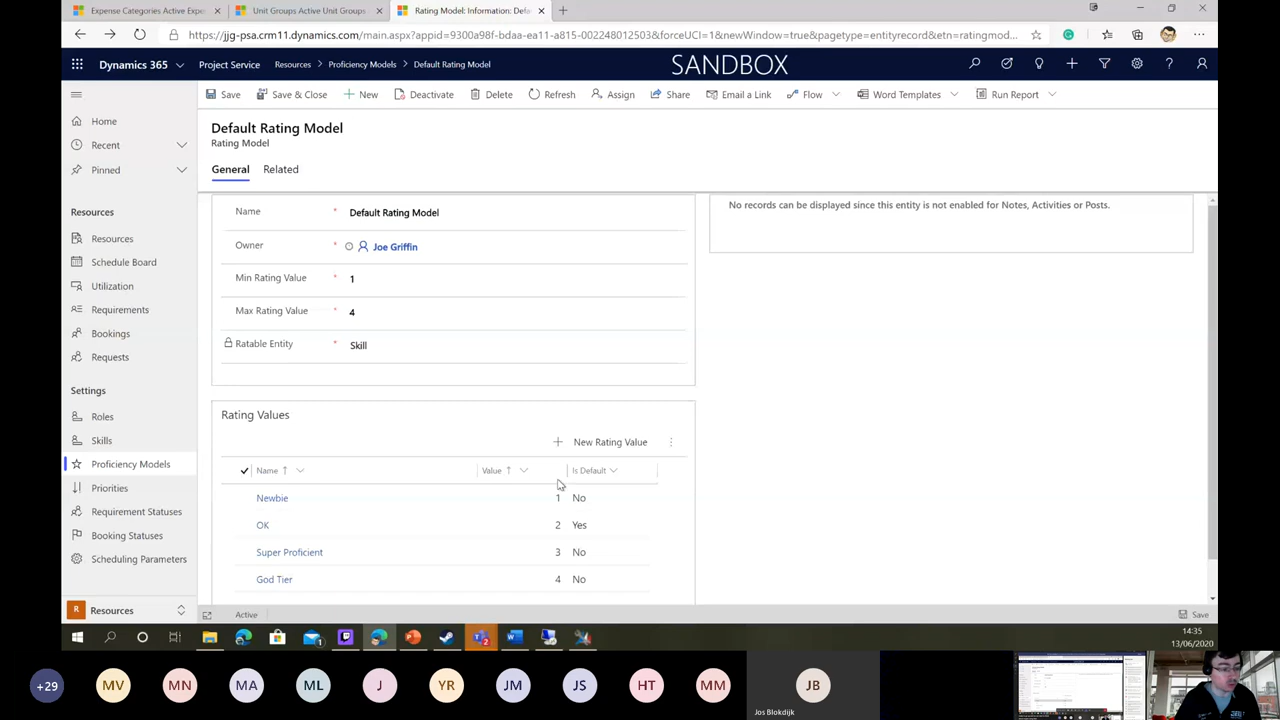 Expense Categories Active Expe
Unit Groups Active Unit Groups
Rating Model: Information: Defa
https://jjg-psa.crm11.dynamics.com/main.aspx?appid=930fa98f-bdaa-ea11-a815-002248012503&forceUCI=1&newWindow=true&pagetype=entityrecord&etn=ratingmod...
Dynamics 365
Project Service
Resources
Proficiency Models
Default Rating Model
SANDBOX
Save
Save & Close
New
Deactivate
Delete
Refresh
Assign
Share
Email a Link
Flow
Word Templates
Run Report
Home
Recent
Pinned
Resources
Resources
Schedule Board
Utilization
Requirements
Bookings
Requests
Settings
Roles
Skills
Proficiency Models
Priorities
Requirement Statuses
Booking Statuses
Scheduling Parameters
R Resources
Default Rating Model
Rating Model
General Related
Name * Default Rating Model
Owner * Joe Griffin
Min Rating Value * 1
Max Rating Value * 4
Ratable Entity * Skill
No records can be displayed since this entity is not enabled for Notes, Activities or Posts.
Rating Values
New Rating Value
Name Value Is Default
Newbie 1 No
OK 2 Yes
Super Proficient 3 No
God Tier 4 No
Active
Save
14:35
13/06/2020
+29 MV MN MA ML J JM JS HT M JB
Jos Blokdijk